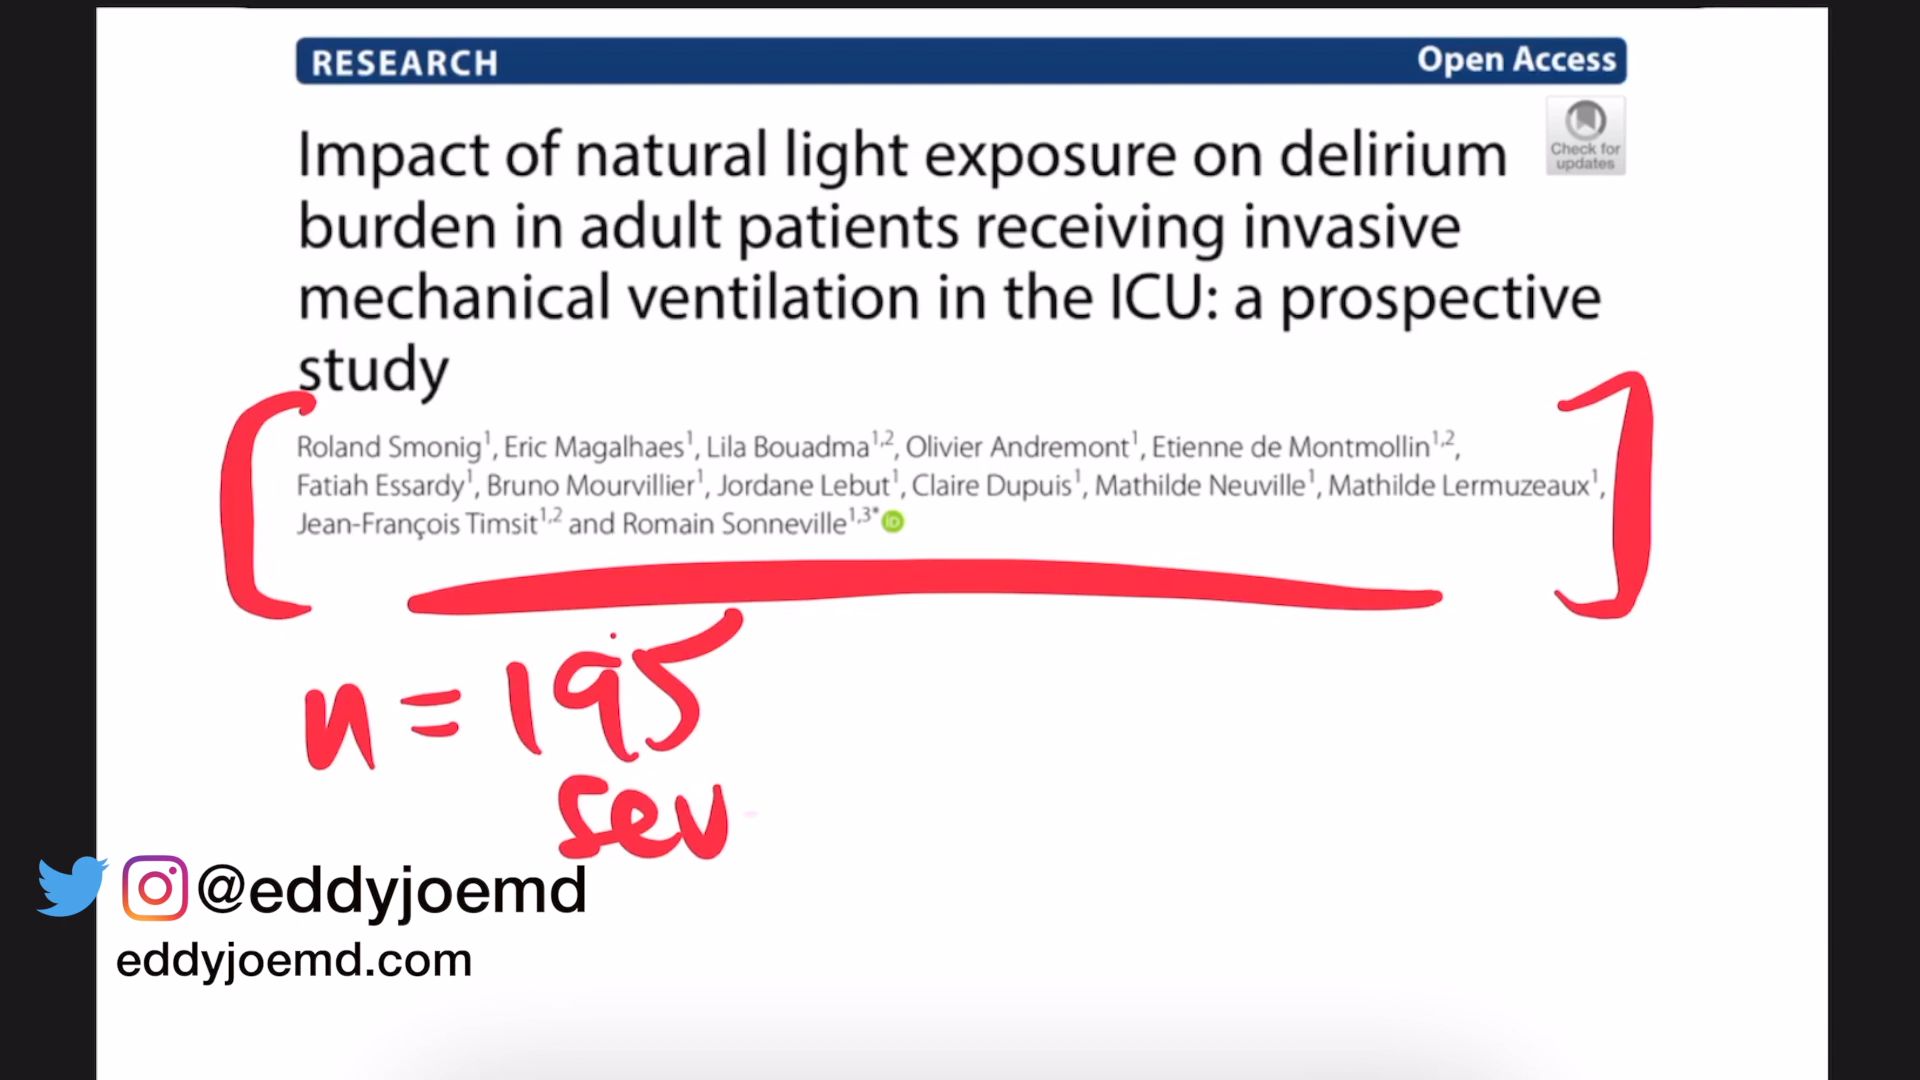 RESEARCH Open Access
Impact of natural light exposure on delirium
Check for
updates
burden in adult patients receiving invasive
mechanical ventilation in the ICU: a prospective
study
Roland Smonig1, Eric Magalhaes1, Lila Bouadma1,2, Olivier Andremont1, Etienne de Montmollin1,2,
Fatiah Essardy1, Bruno Mourvillier1, Jordane Lebut1, Claire Dupuis1, Mathilde Neuville1, Mathilde Lermuzeaux1,
Jean-François Timsit1,2 and Romain Sonneville1,3* iD
n = 195
sev
@eddyjoemd
eddyjoemd.com